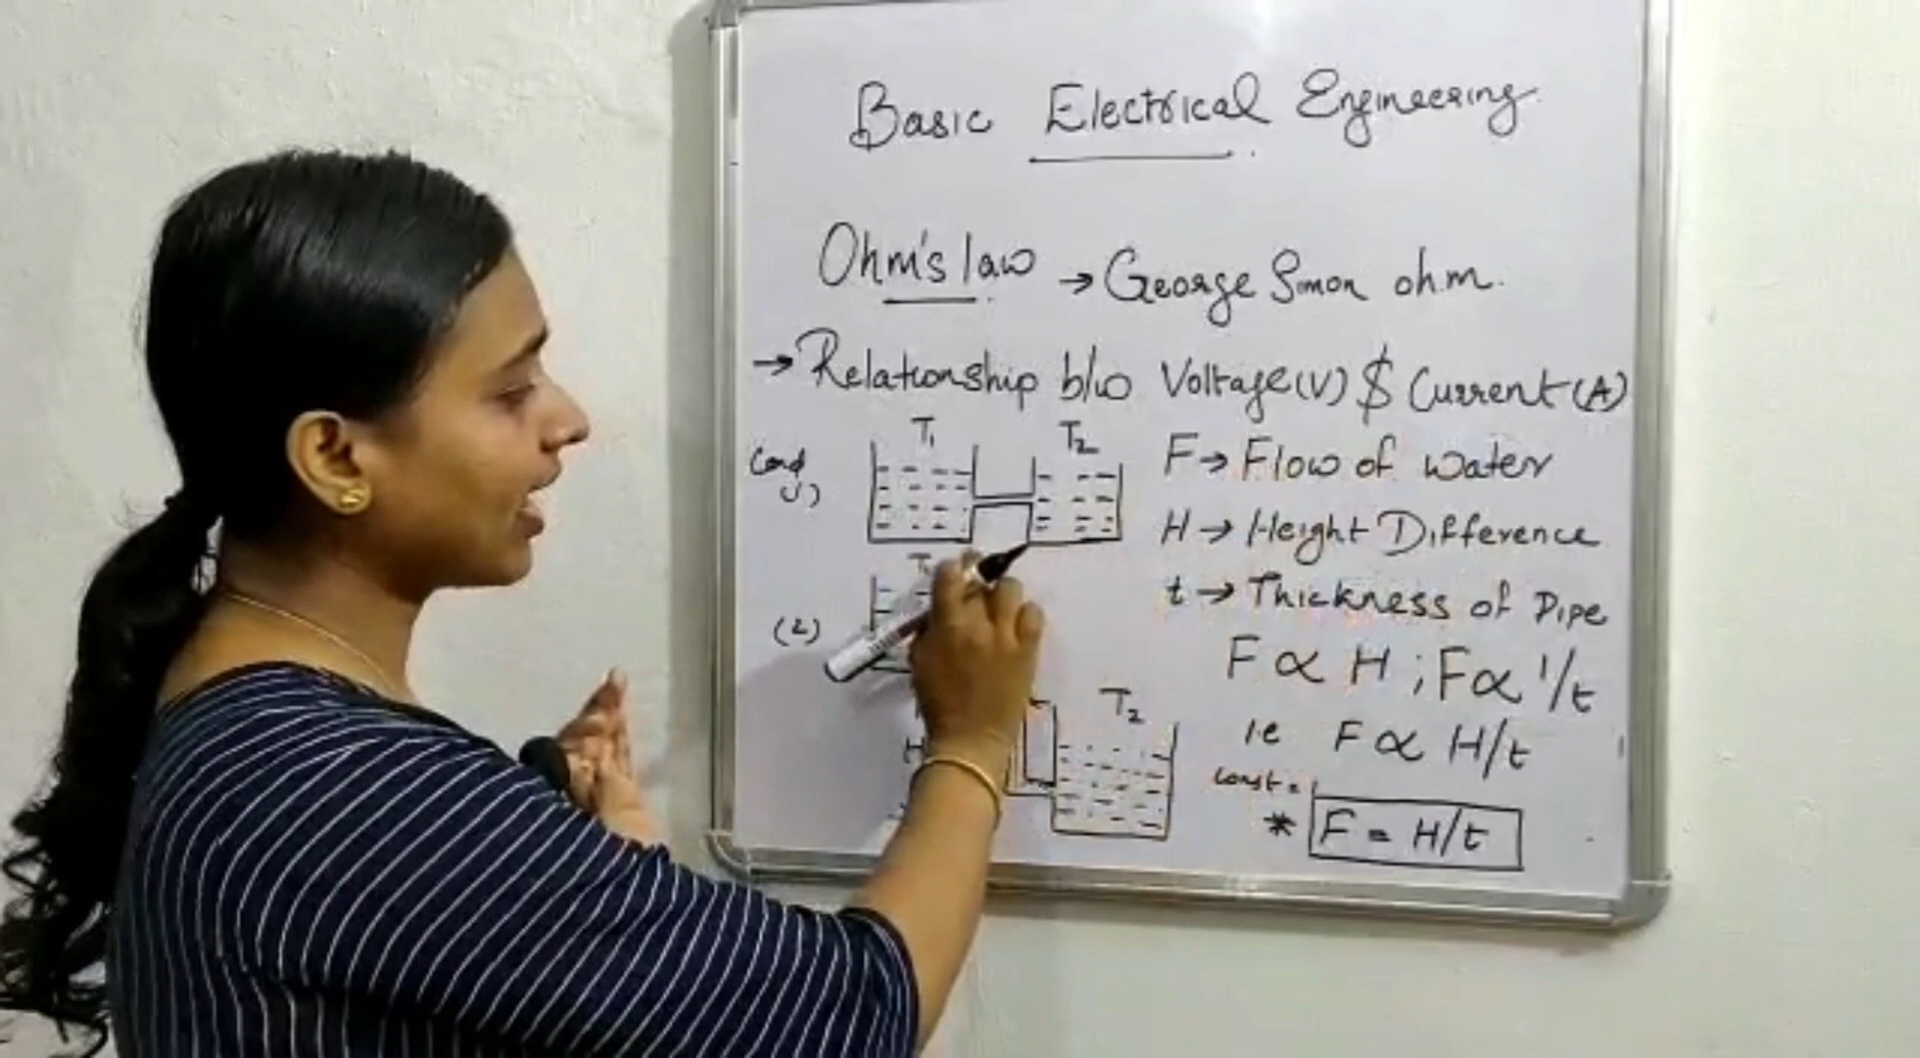 Basic Electrical Engineering
Ohm's law → George Simon ohm.
→ Relationship b/w Voltage(V) $ Current (A)
Cond 1)
T1
T2
F → Flow of water
H → Height Difference
t → Thickness of Pipe
(2)
F ∝ H ; F ∝ 1/t
ie F ∝ H/t
T2
H
const =
* F = H/t